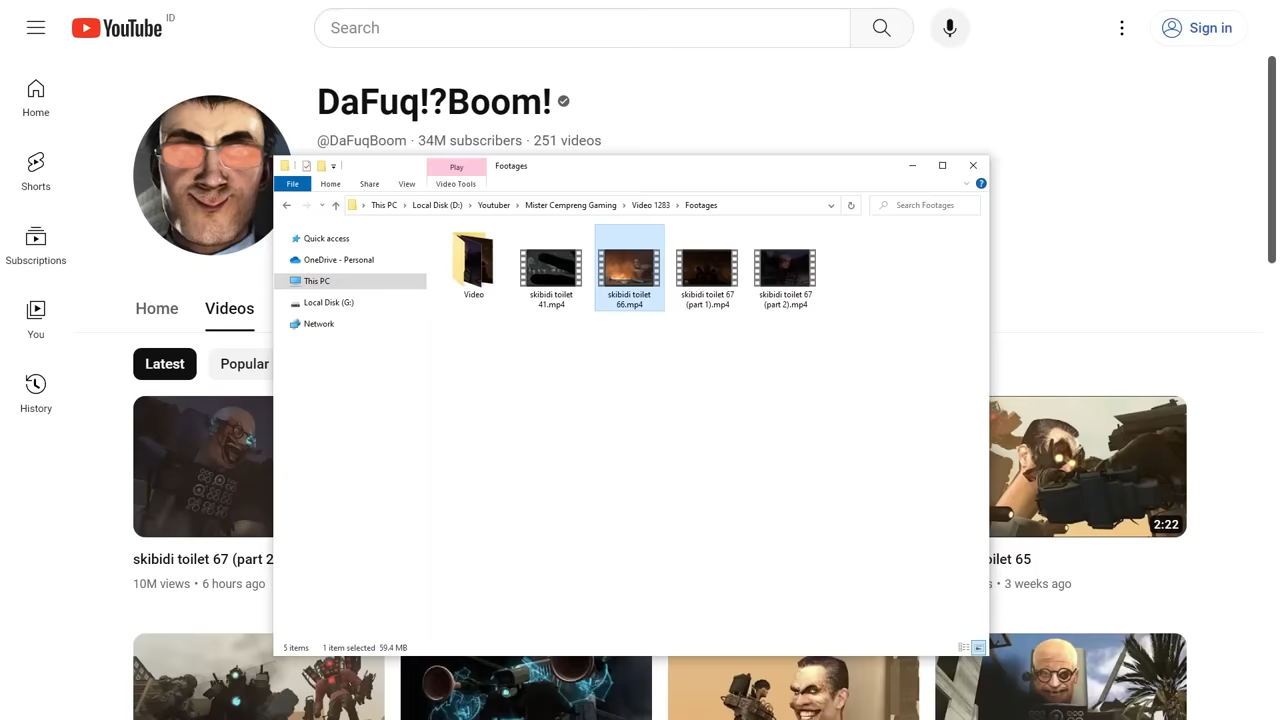 YouTube ID
Search
Sign in
Home
Shorts
Subscriptions
You
History
DaFuq!?Boom!
@DaFuqBoom · 34M subscribers · 251 videos
Home Videos
Latest Popular
skibidi toilet 67 (part 2
10M views • 6 hours ago
2:22
oilet 65
s • 3 weeks ago
Play Footages
File Home Share View Video Tools
This PC > Local Disk (D:) > Youtuber > Mister Cempreng Gaming > Video 1283 > Footages
Search Footages
Quick access
OneDrive - Personal
This PC
Local Disk (G:)
Network
Video
skibidi toilet
41.mp4
skibidi toilet
66.mp4
skibidi toilet 67
(part 1).mp4
skibidi toilet 67
(part 2).mp4
5 items 1 item selected 59.4 MB